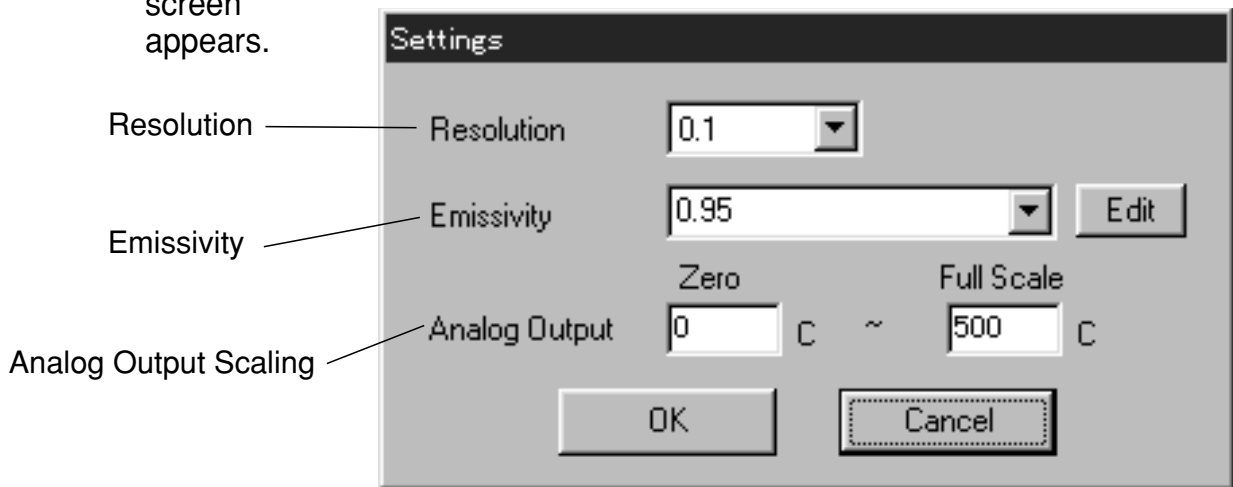 screen
appears.
Settings
Resolution
Resolution 0.1
Emissivity
Emissivity 0.95 Edit
Zero Full Scale
Analog Output Scaling
Analog Output 0 C ~ 500 C
OK Cancel